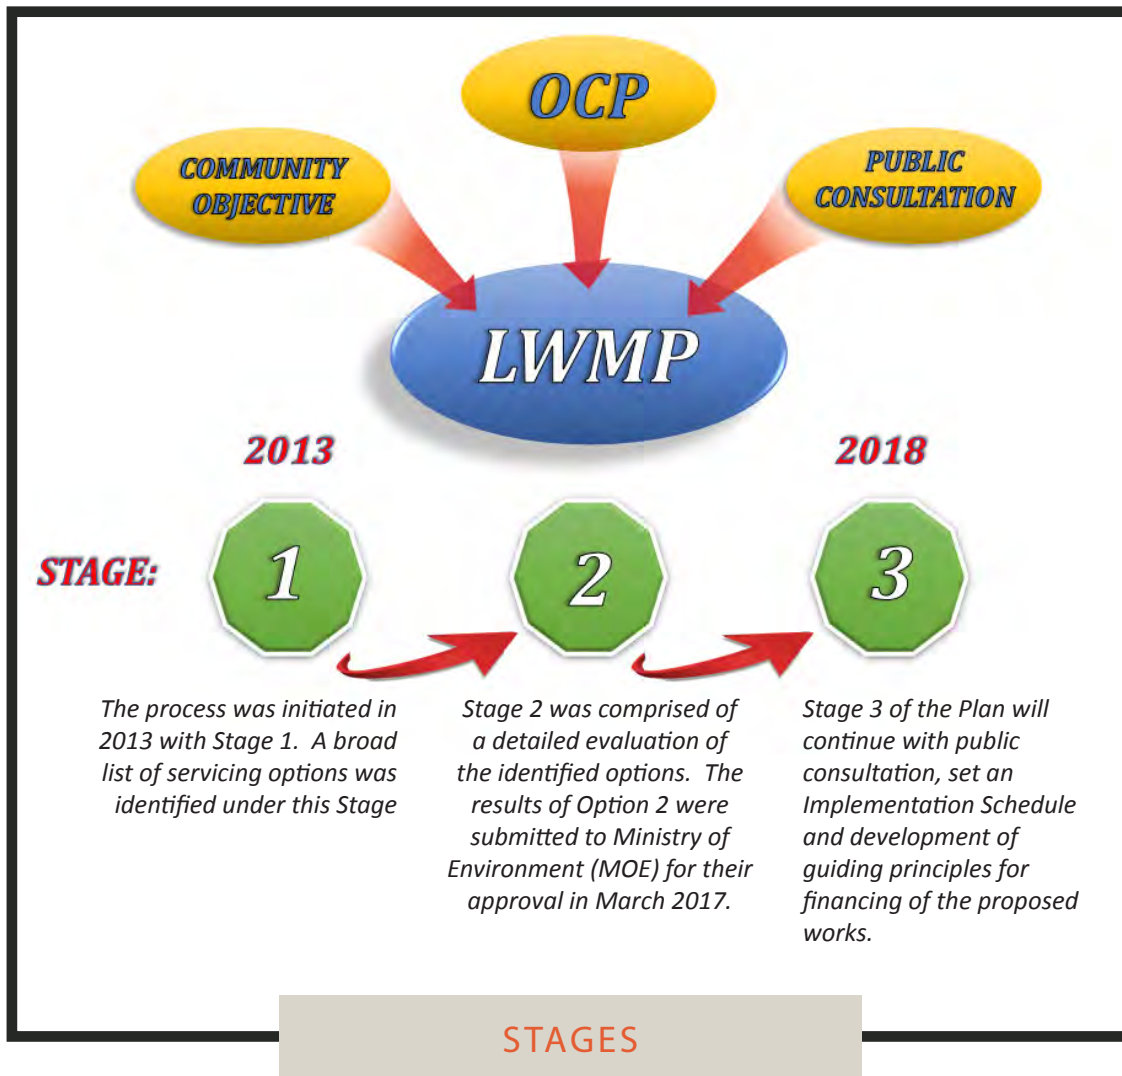 OCP
COMMUNITY
OBJECTIVE
PUBLIC
CONSULTATION
LWMP
2013
2018
STAGE:
1
2
3
The process was initiated in
2013 with Stage 1. A broad
list of servicing options was
identified under this Stage
Stage 2 was comprised of
a detailed evaluation of
the identified options. The
results of Option 2 were
submitted to Ministry of
Environment (MOE) for their
approval in March 2017.
Stage 3 of the Plan will
continue with public
consultation, set an
Implementation Schedule
and development of
guiding principles for
financing of the proposed
works.
STAGES